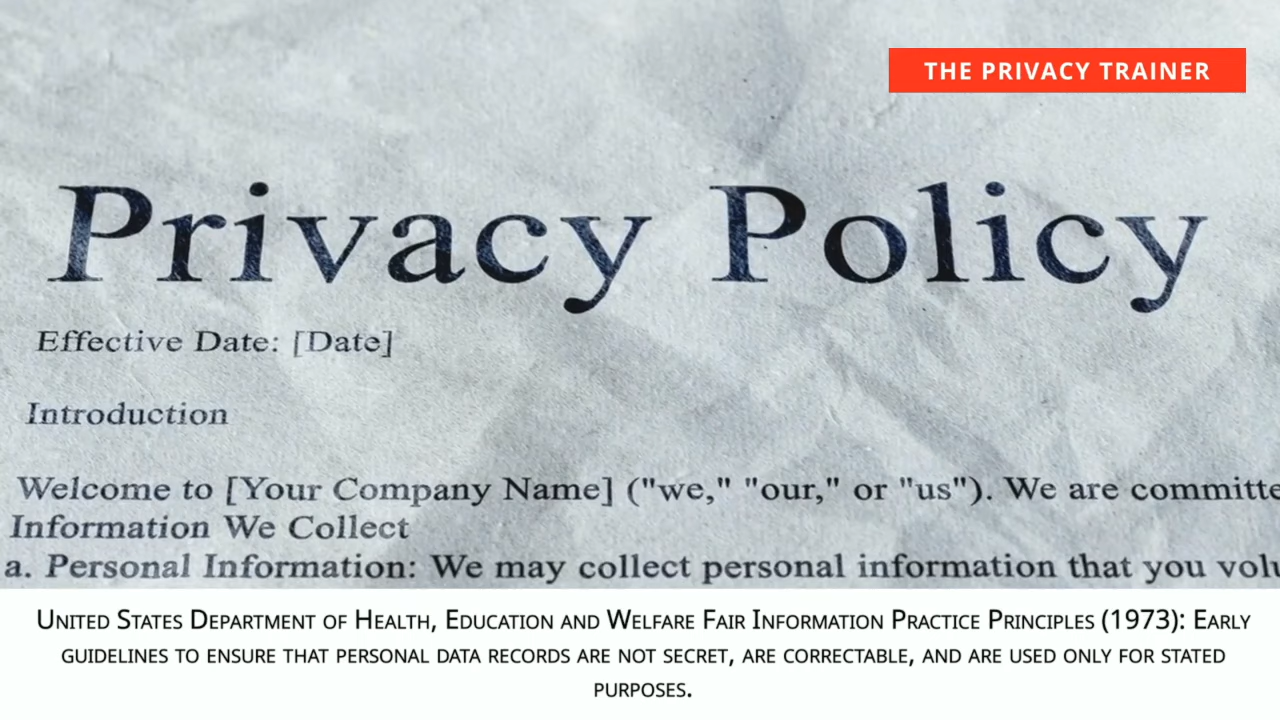 THE PRIVACY TRAINER
Privacy Policy
Effective Date: [Date]
Introduction
Welcome to [Your Company Name] ("we," "our," or "us"). We are
Information We Collect
a. Personal Information: We may collect personal information that you
United States Department of Health, Education and Welfare Fair Information Practice Principles (1973): Early
guidelines to ensure that personal data records are not secret, are correctable, and are used only for stated
purposes.